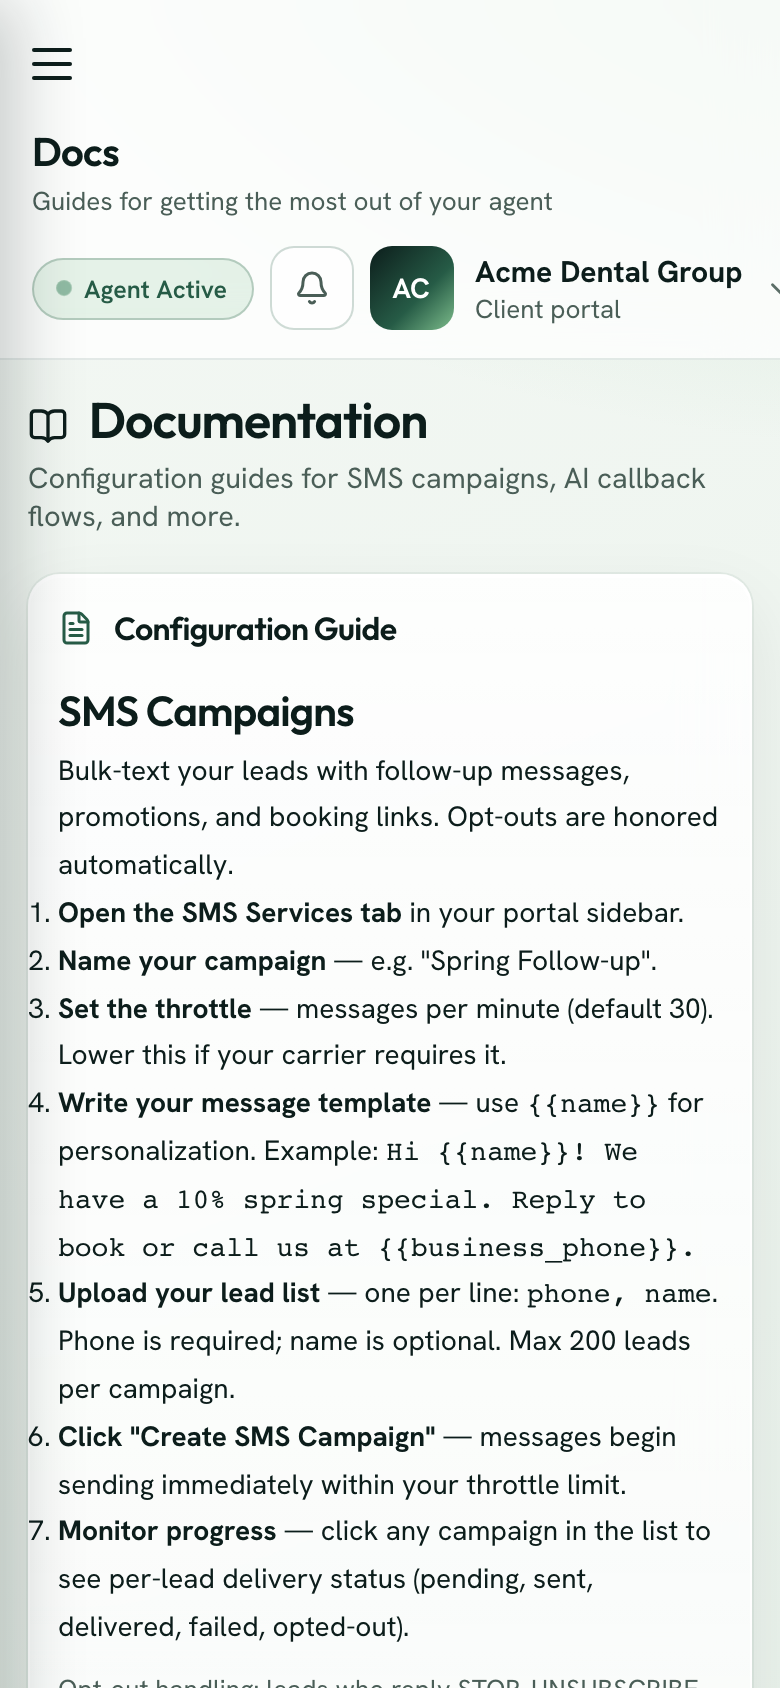 Docs
Guides for getting the most out of your agent
Agent Active
AC
Acme Dental Group
Client portal
Documentation
Configuration guides for SMS campaigns, AI callback
flows, and more.
Configuration Guide
SMS Campaigns
Bulk-text your leads with follow-up messages,
promotions, and booking links. Opt-outs are honored
automatically.
1. Open the SMS Services tab in your portal sidebar.
2. Name your campaign — e.g. "Spring Follow-up".
3. Set the throttle — messages per minute (default 30).
Lower this if your carrier requires it.
4. Write your message template — use {{name}} for
personalization. Example: Hi {{name}}! We
have a 10% spring special. Reply to
book or call us at {{business_phone}}.
5. Upload your lead list — one per line: phone, name.
Phone is required; name is optional. Max 200 leads
per campaign.
6. Click "Create SMS Campaign" — messages begin
sending immediately within your throttle limit.
7. Monitor progress — click any campaign in the list to
see per-lead delivery status (pending, sent,
delivered, failed, opted-out).
Opt-out handling: leads who reply STOP, UNSUBSCRIBE,